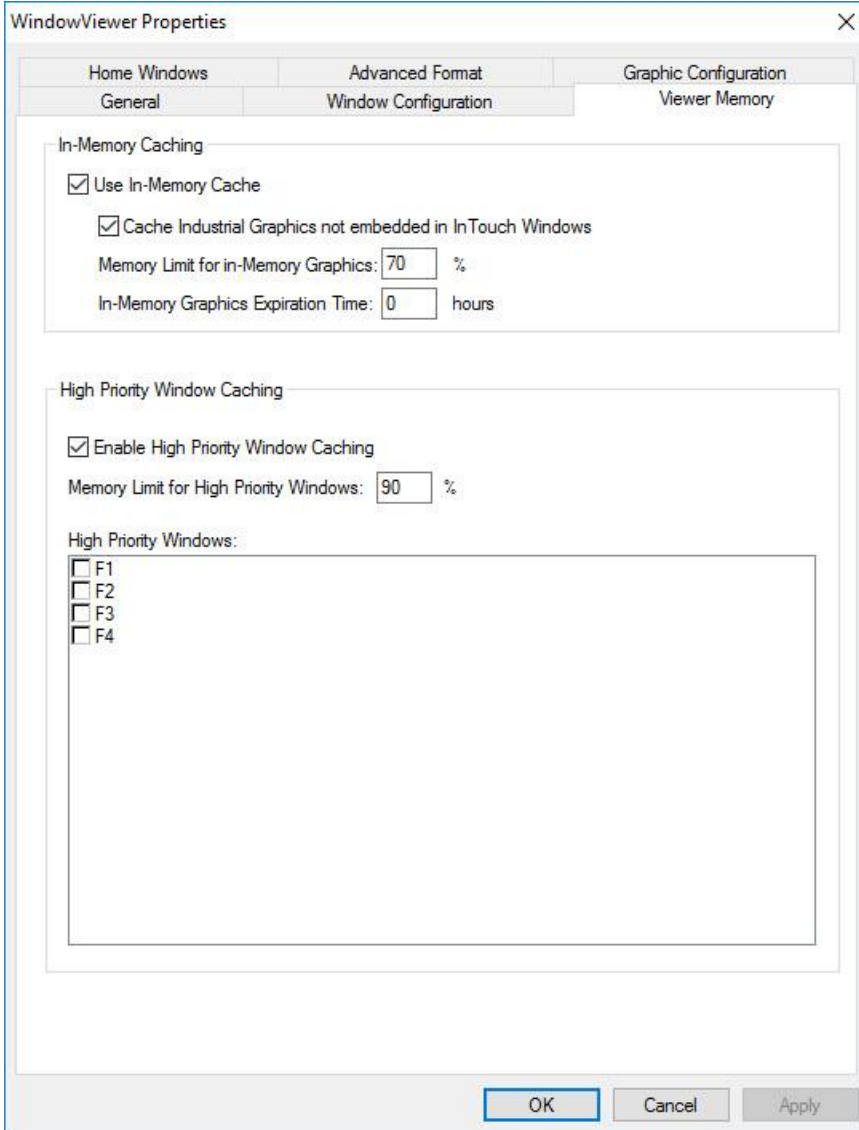 WindowViewer Properties
Home Windows Advanced Format Graphic Configuration
General Window Configuration Viewer Memory
In-Memory Caching
Use In-Memory Cache
Cache Industrial Graphics not embedded in InTouch Windows
Memory Limit for in-Memory Graphics: 70 %
In-Memory Graphics Expiration Time: 0 hours
High Priority Window Caching
Enable High Priority Window Caching
Memory Limit for High Priority Windows: 90 %
High Priority Windows:
F1
F2
F3
F4
OK Cancel Apply